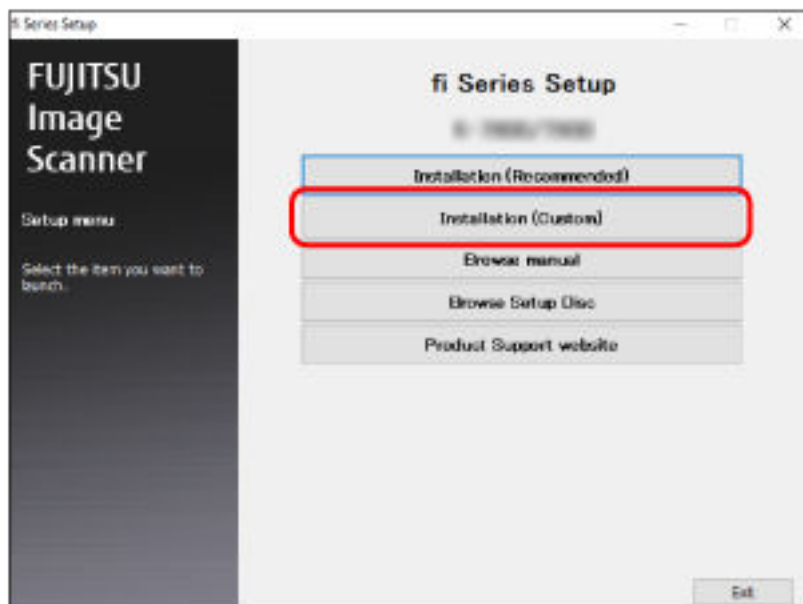 fi Series Setup
FUJITSU
Image
Scanner
Setup menu
Select the item you want to
launch.
fi Series Setup
Installation (Recommended)
Installation (Custom)
Browse manual
Browse Setup Disc
Product Support website
Exit